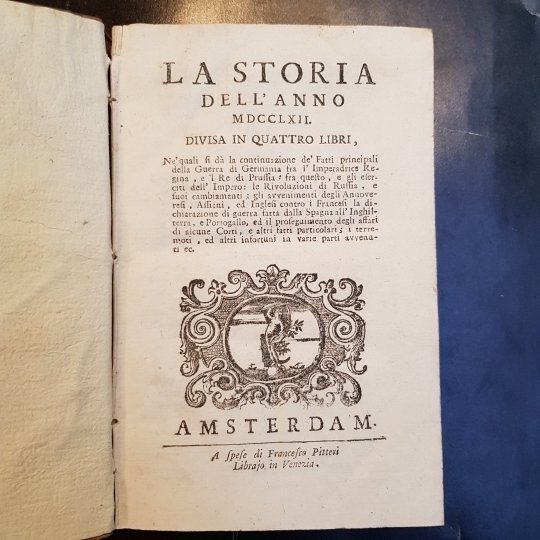 LA STORIA
DELL'ANNO
MDCCLXII.
DIVISA IN QUATTRO LIBRI,
Ne' quali si dà la continuazione de' Fatti principali
della Guerra di Germania fra l' Imperadrice Re-
gina, e 'l Re di Prussia: fra questo, e gli eser-
citi dell' Impero: le Rivoluzioni di Russia, e
suoi cambiamenti; gli avvenimenti degli Annove-
resi, Assiani, ed Inglesi contro i Francesi la di-
chiarazione di guerra fatta dalla Spagna all' Inghil-
terra, e Portogallo, ed il proseguimento degli affari
di alcune Corti, e altri fatti particolari; i terre-
moti, ed altri infortunj in varie parti avvenu-
ti ec.
AMSTERDAM.
A spese di Francesco Pitteri
Librajo in Venezia.